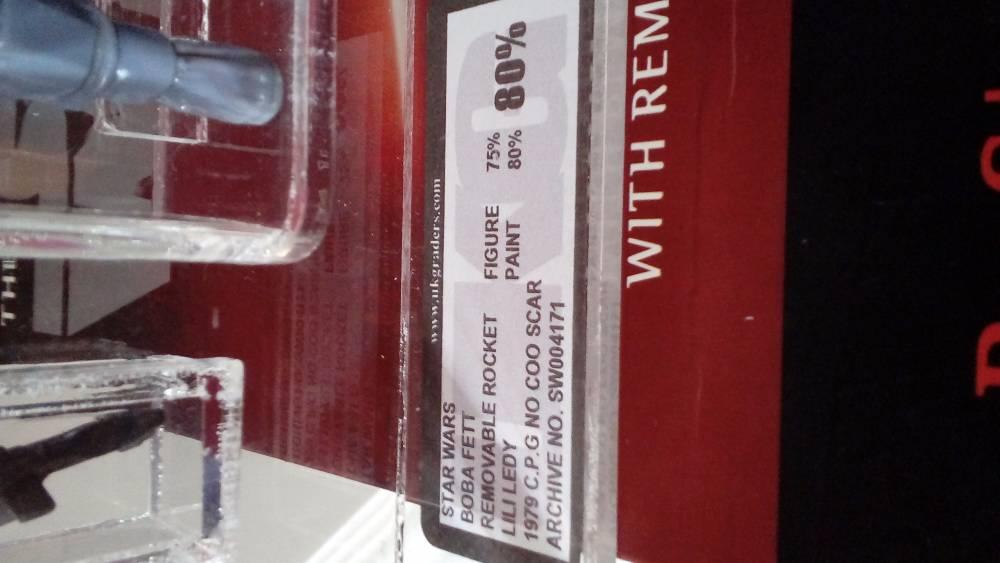 www.ukgraders.com
STAR WARS
BOBA FETT
REMOVABLE ROCKET FIGURE 75%
LILI LEDY PAINT 80% 80%
1979 C.P.G NO COO SCAR
ARCHIVE NO. SW004171
WITH REM
THE